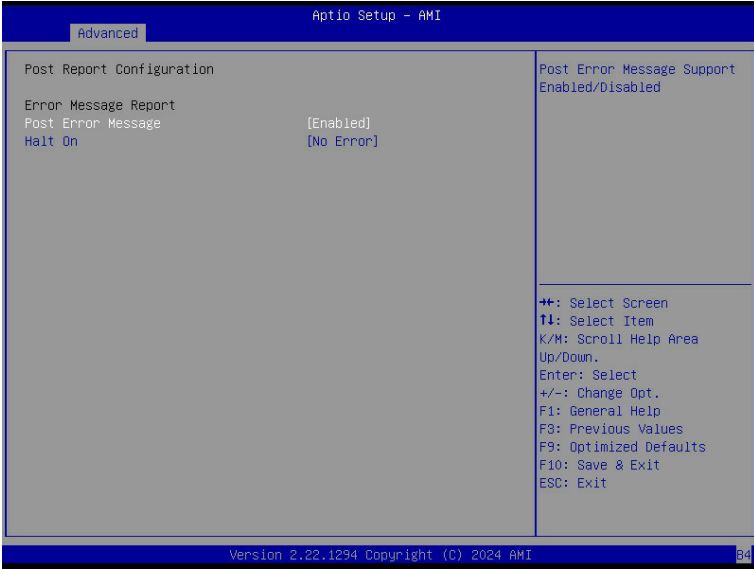 Aptio Setup – AMI
Advanced
Post Report Configuration
Error Message Report
Post Error Message [Enabled]
Halt On [No Error]
Post Error Message Support
Enabled/Disabled
→←: Select Screen
↑↓: Select Item
K/M: Scroll Help Area
Up/Down.
Enter: Select
+/-: Change Opt.
F1: General Help
F3: Previous Values
F9: Optimized Defaults
F10: Save & Exit
ESC: Exit
Version 2.22.1294 Copyright (C) 2024 AMI
B4